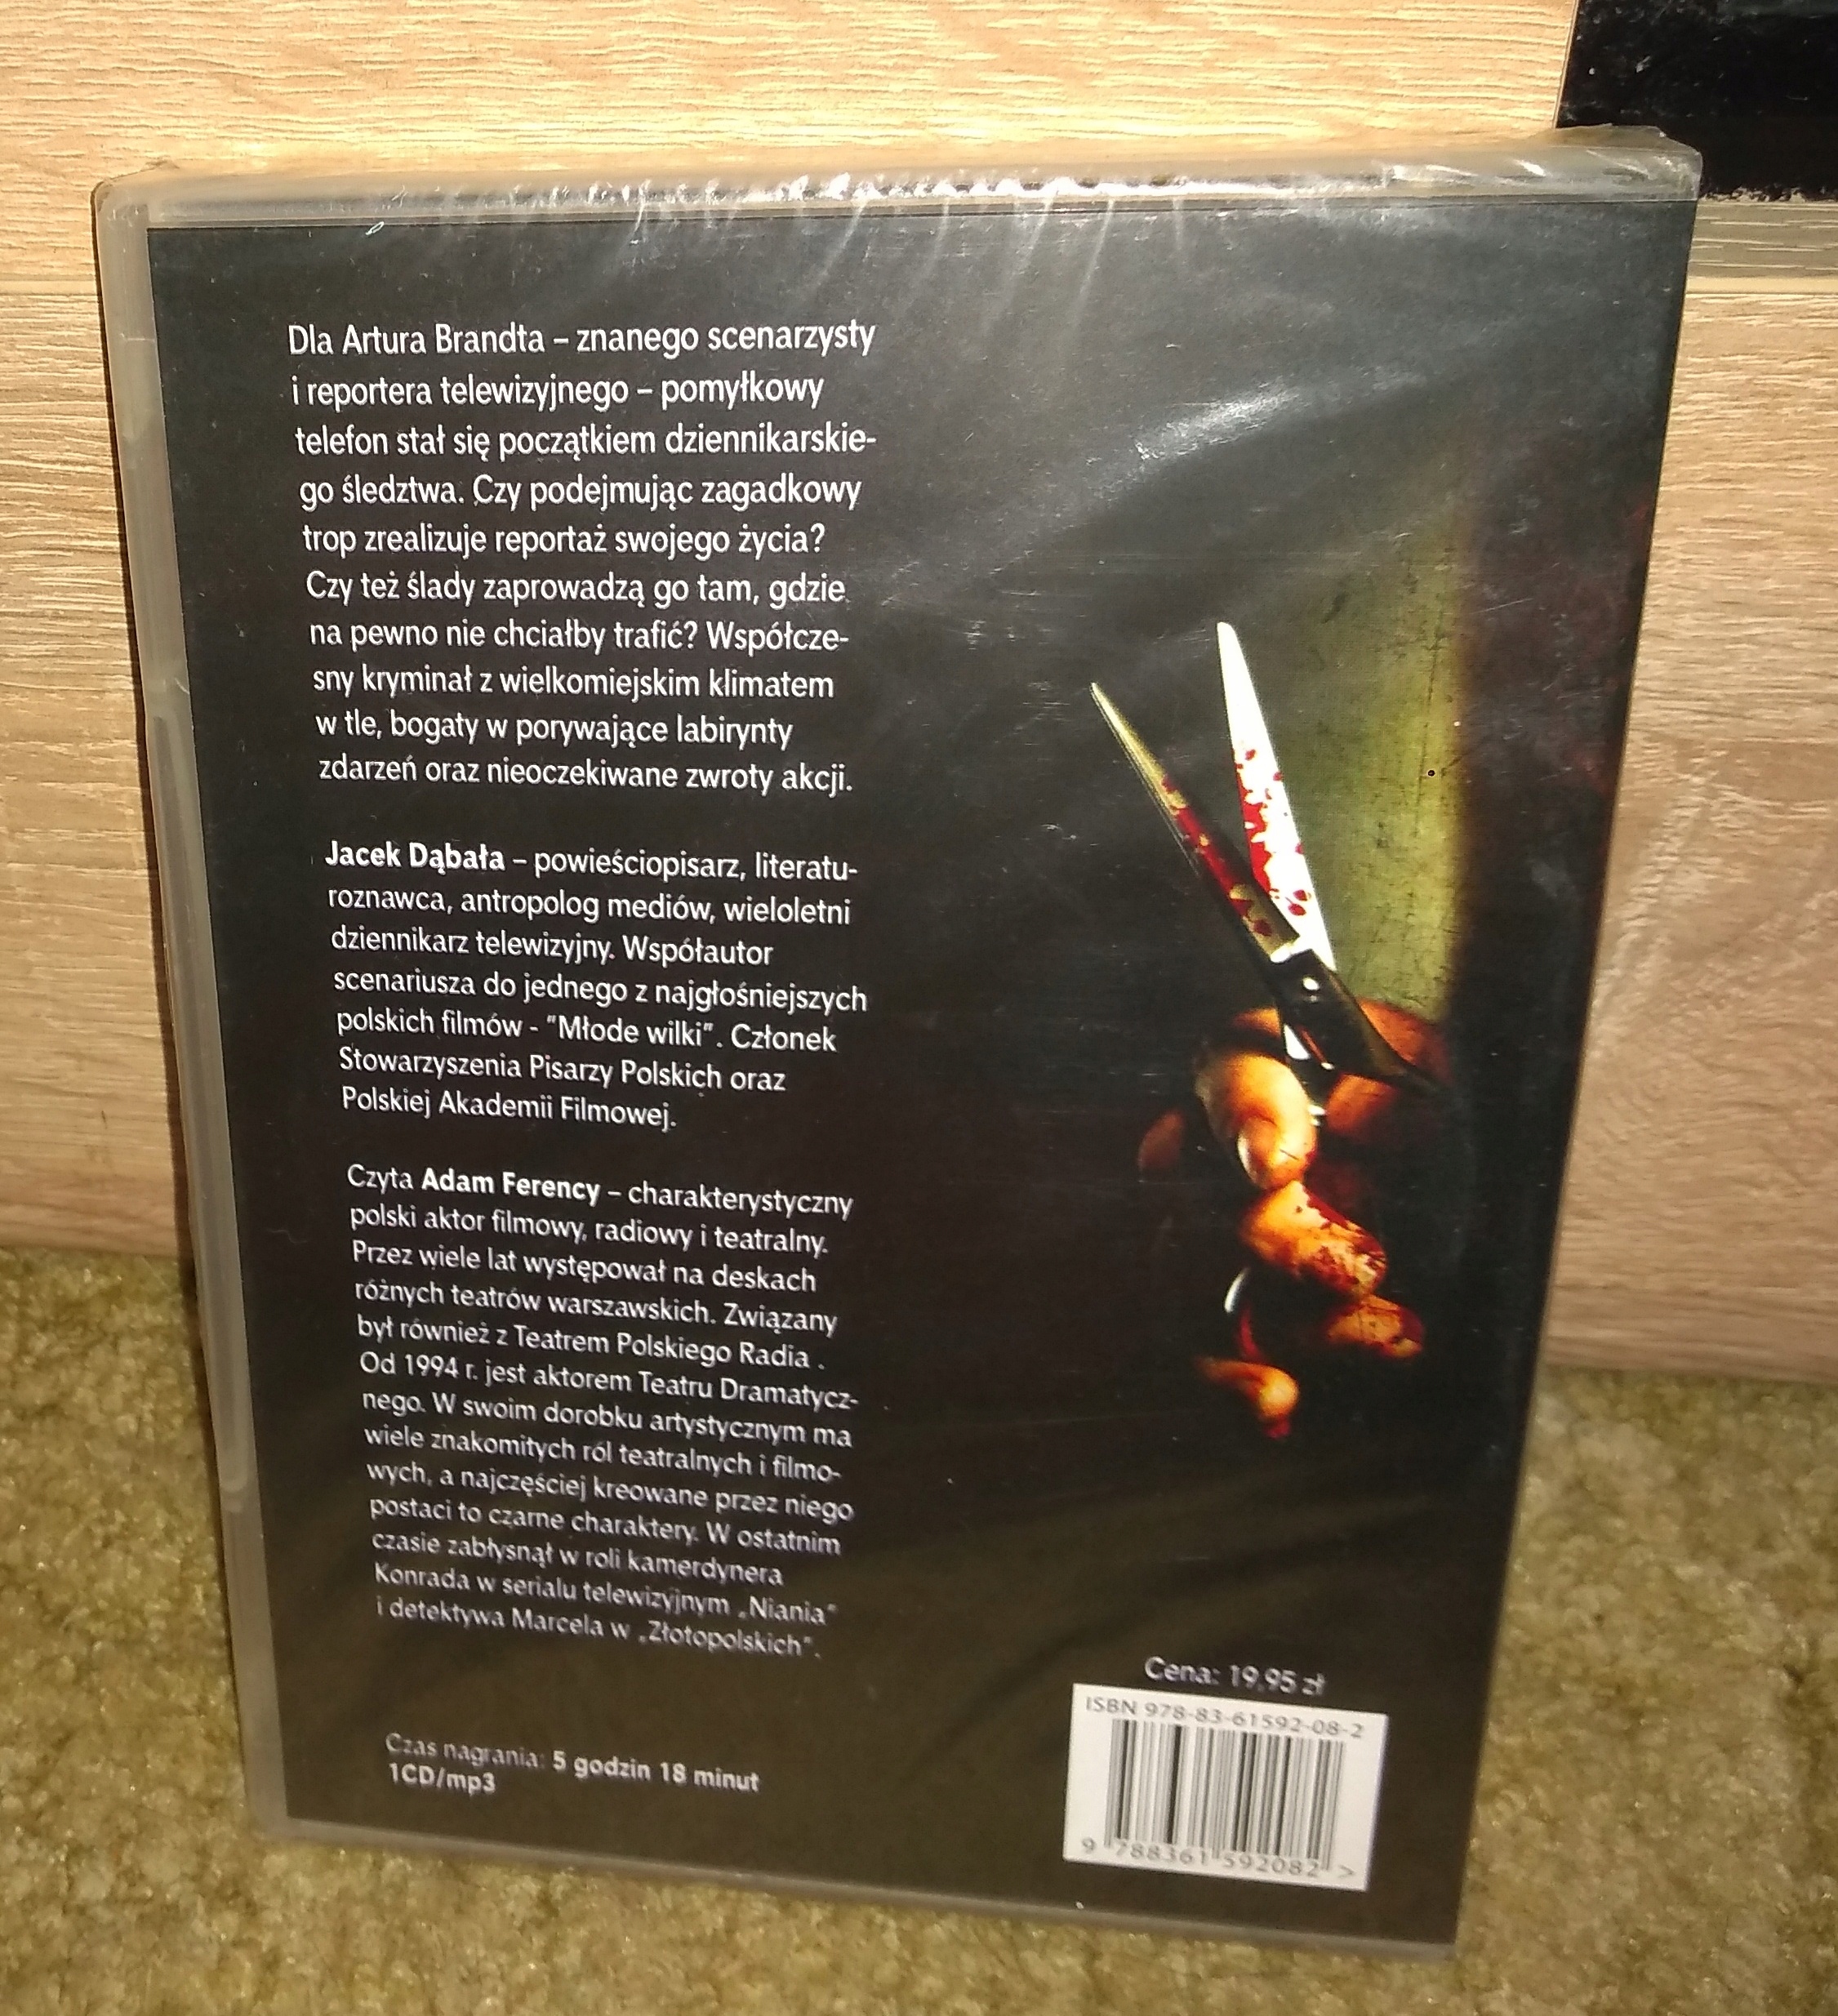 Dla Artura Brandta – znanego scenarzysty
i reportera telewizyjnego – pomyłkowy
telefon stał się początkiem dziennikarskie-
go śledztwa. Czy podejmując zagadkowy
trop zrealizuje reportaż swojego życia?
Czy też ślady zaprowadzą go tam, gdzie
na pewno nie chciałby trafić? Współcze-
sny kryminał z wielkomiejskim klimatem
w tle, bogaty w porywające labirynty
zdarzeń oraz nieoczekiwane zwroty akcji.
Jacek Dąbała – powieściopisarz, literatu-
roznawca, antropolog mediów, wieloletni
dziennikarz telewizyjny. Współautor
scenariusza do jednego z najgłośniejszych
polskich filmów - "Młode wilki". Członek
Stowarzyszenia Pisarzy Polskich oraz
Polskiej Akademii Filmowej.
Czyta Adam Ferency – charakterystyczny
polski aktor filmowy, radiowy i teatralny.
Przez wiele lat występował na deskach
różnych teatrów warszawskich. Związany
był również z Teatrem Polskiego Radia .
Od 1994 r. jest aktorem Teatru Dramatycz-
nego. W swoim dorobku artystycznym ma
wiele znakomitych ról teatralnych i filmo-
wych, a najczęściej kreowane przez niego
postaci to czarne charaktery. W ostatnim
czasie zabłysnął w roli kamerdynera
Konrada w serialu telewizyjnym „Niania"
i detektywa Marcela w „Złotopolskich".
Czas nagrania: 5 godzin 18 minut
1CD/mp3
Cena: 19,95 zł
ISBN 978-83-61592-08-2
9 788361 592082 >